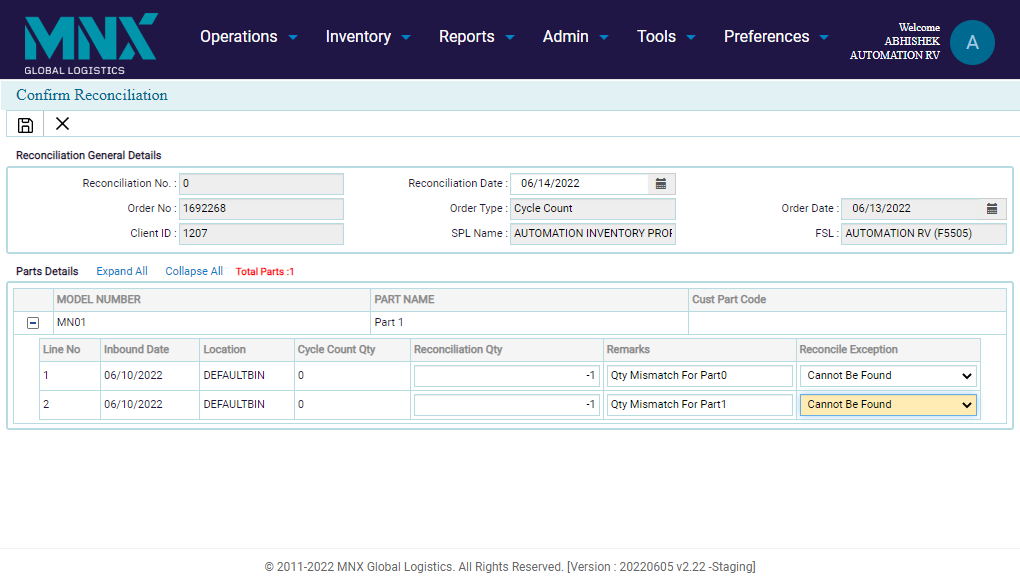 MNX
GLOBAL LOGISTICS
Operations Inventory Reports Admin Tools Preferences
Welcome
ABHISHEK
AUTOMATION RV
A
Confirm Reconciliation
Reconciliation General Details
Reconciliation No. : 0 Reconciliation Date : 06/14/2022
Order No : 1692268 Order Type : Cycle Count Order Date : 06/13/2022
Client ID : 1207 SPL Name : AUTOMATION INVENTORY PROF FSL : AUTOMATION RV (F5505)
Parts Details Expand All Collapse All Total Parts :1
MODEL NUMBER PART NAME Cust Part Code
MN01 Part 1
Line No Inbound Date Location Cycle Count Qty Reconciliation Qty Remarks Reconcile Exception
1 06/10/2022 DEFAULTBIN 0 -1 Qty Mismatch For Part0 Cannot Be Found
2 06/10/2022 DEFAULTBIN 0 -1 Qty Mismatch For Part1 Cannot Be Found
© 2011-2022 MNX Global Logistics. All Rights Reserved. [Version : 20220605 v2.22 -Staging]